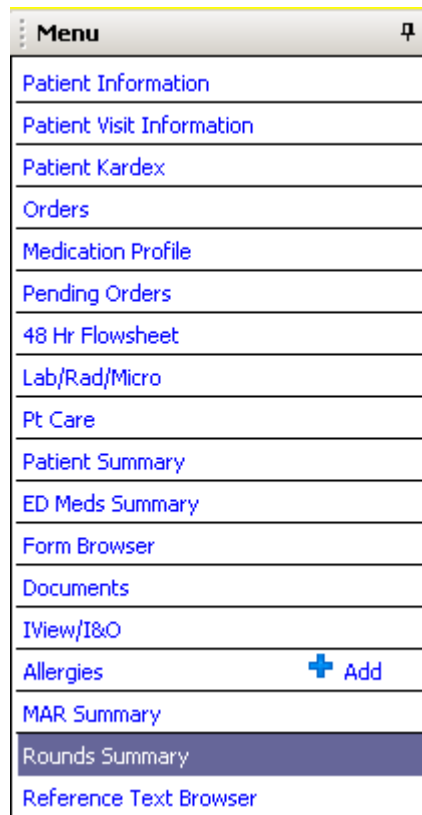 Menu
Patient Information
Patient Visit Information
Patient Kardex
Orders
Medication Profile
Pending Orders
48 Hr Flowsheet
Lab/Rad/Micro
Pt Care
Patient Summary
ED Meds Summary
Form Browser
Documents
IView/I&O
Allergies Add
MAR Summary
Rounds Summary
Reference Text Browser